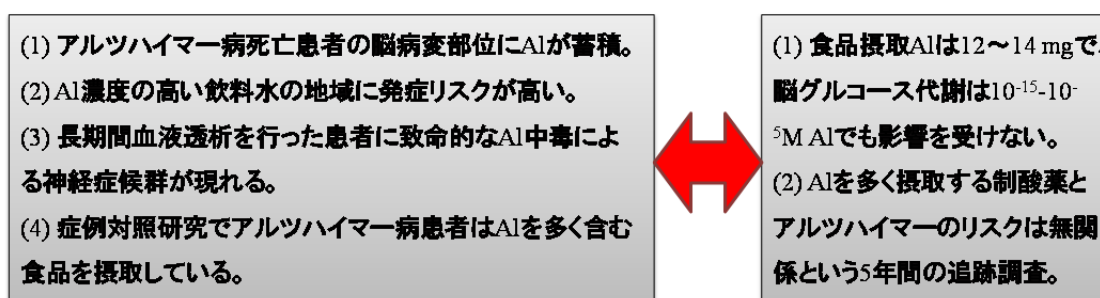 (1) アルツハイマー病死亡患者の脳病変部位にAlが蓄積。
(2) Al濃度の高い飲料水の地域に発症リスクが高い。
(3) 長期間血液透析を行った患者に致命的なAl中毒によ
る神経症候群が現れる。
(4) 症例対照研究でアルツハイマー病患者はAlを多く含む
食品を摂取している。
(1) 食品摂取Alは12～14 mgで
脳グルコース代謝は10⁻¹⁵-10⁻
⁵M Alでも影響を受けない。
(2) Alを多く摂取する制酸薬と
アルツハイマーのリスクは無関
係という5年間の追跡調査。